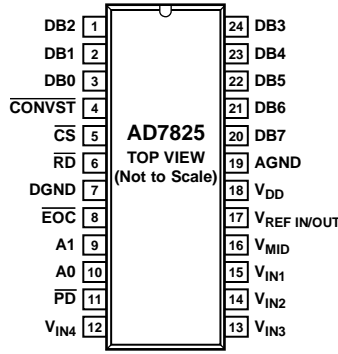 DB2 1 24 DB3
DB1 2 23 DB4
DB0 3 22 DB5
CONVST 4 21 DB6
CS 5 AD7825 20 DB7
RD 6 TOP VIEW 19 AGND
DGND 7 (Not to Scale) 18 VDD
EOC 8 17 VREF IN/OUT
A1 9 16 VMID
A0 10 15 VIN1
PD 11 14 VIN2
VIN4 12 13 VIN3